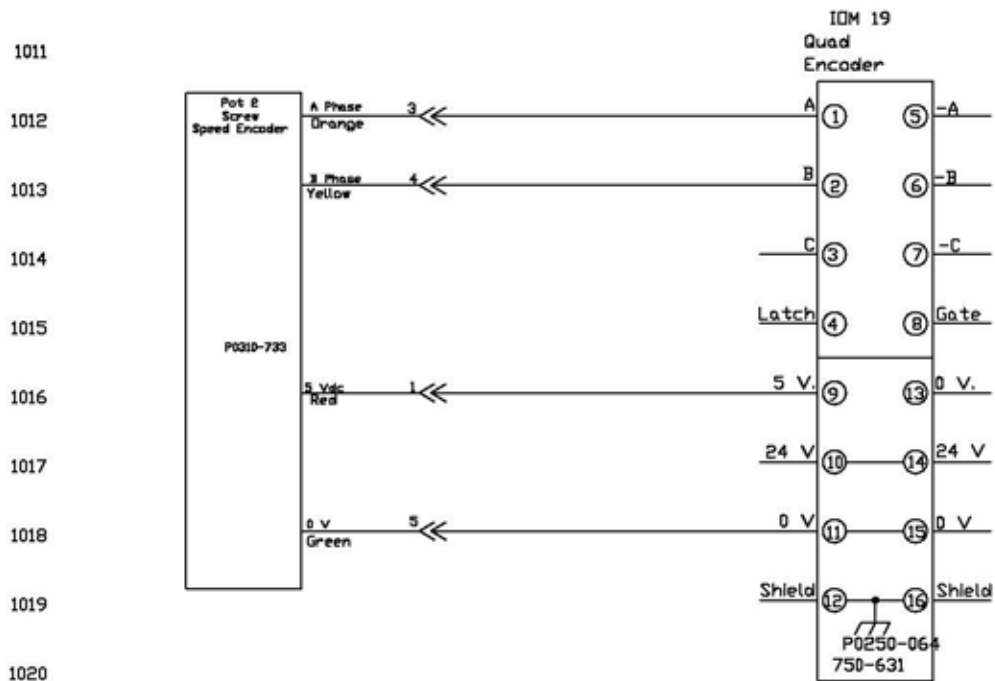 IOM 19
Quad
Encoder
1011
1012
1013
1014
1015
1016
1017
1018
1019
1020
Pot 2
Screw
Speed Encoder
P031D-733
A Phase
Orange
3
B Phase
Yellow
4
5 Vdc
Red
1
0 V
Green
5
A 1 5 -A
B 2 6 -B
C 3 7 -C
Latch 4 8 Gate
5 V. 9 13 0 V.
24 V 10 14 24 V
0 V 11 15 0 V
Shield 12 16 Shield
P0250-064
750-631